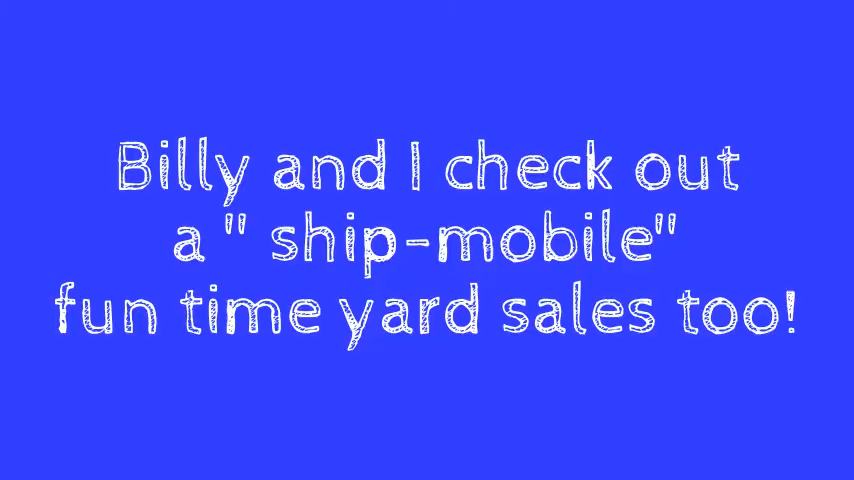 Billy and I check out
a " ship-mobile"
fun time yard sales too!